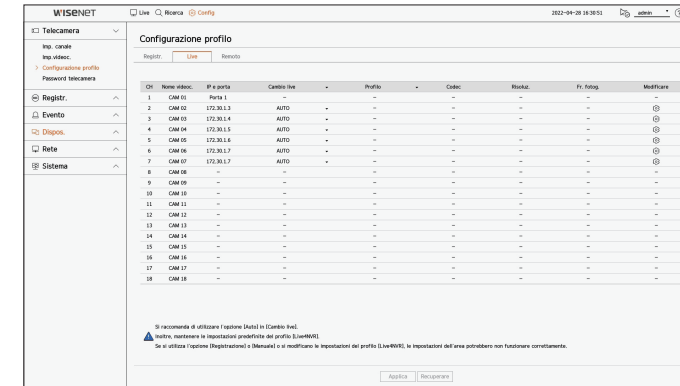 WISENET
Live Ricerca Config
2022-04-28 16:30:51 admin
Telecamera
Imp. canale
Imp.videoc.
> Configurazione profilo
Password telecamera
Registr.
Evento
Dispos.
Rete
Sistema
Configurazione profilo
Registr. Live Remoto
CH Nome videoc. IP e porta Cambio live Profilo Codec Risoluz. Fr. fotog. Modificare
1 CAM 01 Porta 1 - - - - - -
2 CAM 02 172.30.1.3 AUTO - - - -
3 CAM 03 172.30.1.4 AUTO - - - -
4 CAM 04 172.30.1.5 AUTO - - - -
5 CAM 05 172.30.1.6 AUTO - - - -
6 CAM 06 172.30.1.7 AUTO - - - -
7 CAM 07 172.30.1.7 AUTO - - - -
8 CAM 08 - - - - - - -
9 CAM 09 - - - - - - -
10 CAM 10 - - - - - - -
11 CAM 11 - - - - - - -
12 CAM 12 - - - - - - -
13 CAM 13 - - - - - - -
14 CAM 14 - - - - - - -
15 CAM 15 - - - - - - -
16 CAM 16 - - - - - - -
17 CAM 17 - - - - - - -
18 CAM 18 - - - - - - -
Si raccomanda di utilizzare l'opzione [Auto] in [Cambio live].
Inoltre, mantenere le impostazioni predefinite del profilo [Live4NVR].
Se si utilizza l'opzione [Registrazione] o [Manuale] o si modificano le impostazioni del profilo [Live4NVR], le impostazioni dell'area potrebbero non funzionare correttamente.
Applica Recuperare